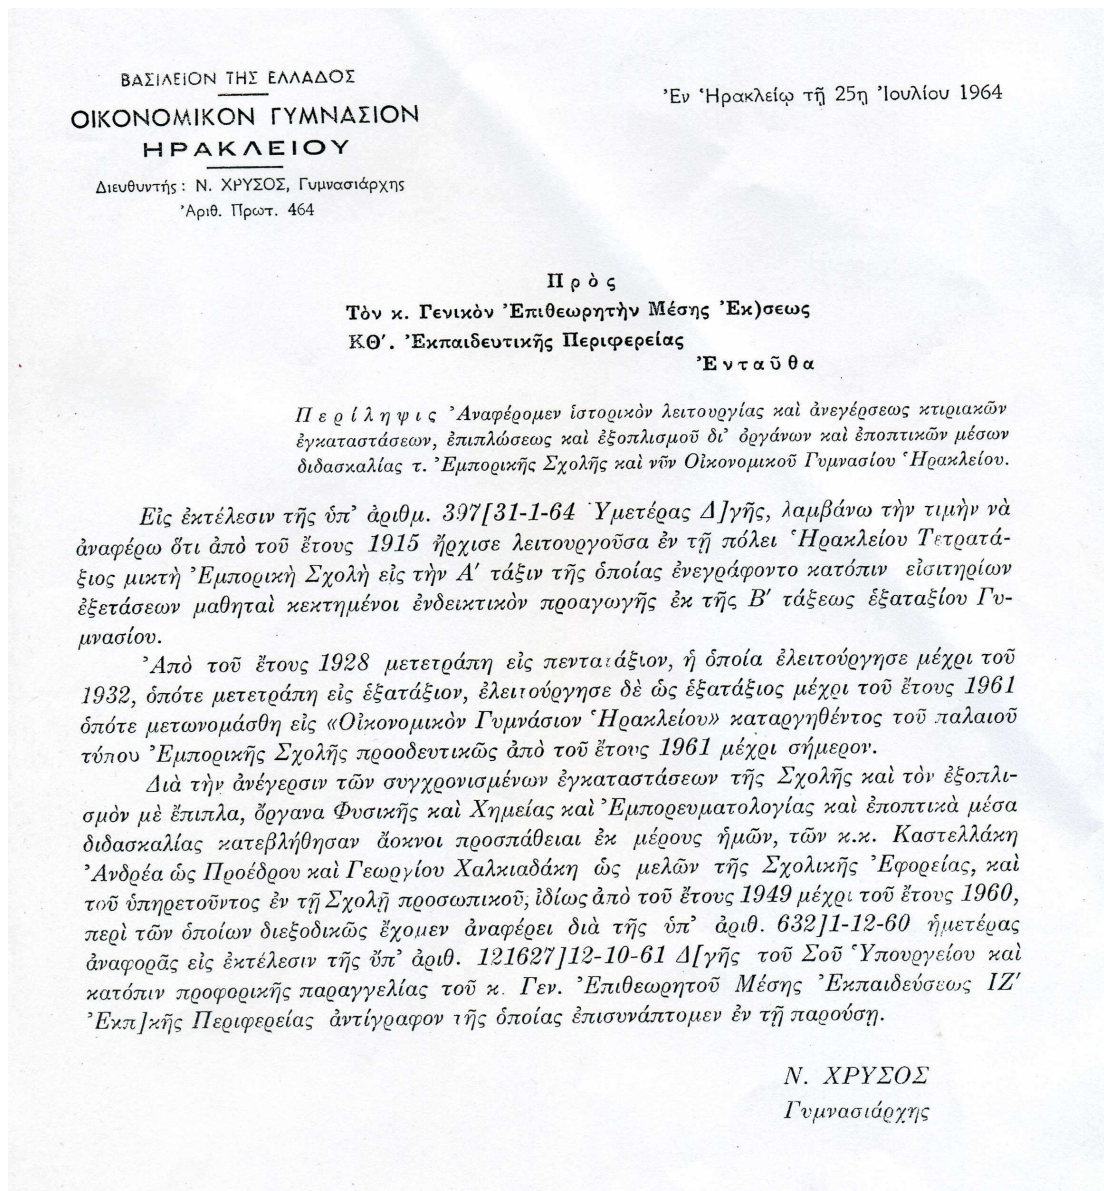 ΒΑΣΙΛΕΙΟΝ ΤΗΣ ΕΛΛΑΔΟΣ
ΟΙΚΟΝΟΜΙΚΟΝ ΓΥΜΝΑΣΙΟΝ
ΗΡΑΚΛΕΙΟΥ
Διευθυντής : Ν. ΧΡΥΣΟΣ, Γυμνασιάρχης
Ἀριθ. Πρωτ. 464
Ἐν Ἡρακλείῳ τῇ 25η Ἰουλίου 1964
Πρὸς
Τὸν κ. Γενικὸν Ἐπιθεωρητὴν Μέσης Ἐκ)σεως
ΚΘ′. Ἐκπαιδευτικῆς Περιφερείας
Ἐνταῦθα
Περίληψις Ἀναφέρομεν ἱστορικὸν λειτουργίας καὶ ἀνεγέρσεως κτιριακῶν
ἐγκαταστάσεων, ἐπιπλώσεως καὶ ἐξοπλισμοῦ δι' ὀργάνων καὶ ἐποπτικῶν μέσων
διδασκαλίας τ. Ἐμπορικῆς Σχολῆς καὶ νῦν Οἰκονομικοῦ Γυμνασίου Ἡρακλείου.
Εἰς ἐκτέλεσιν τῆς ὑπ' ἀριθμ. 397[31-1-64 Ὑμετέρας Δ]γῆς, λαμβάνω τὴν τιμὴν νὰ
ἀναφέρω ὅτι ἀπὸ τοῦ ἔτους 1915 ἤρχισε λειτουργοῦσα ἐν τῇ πόλει Ἡρακλείου Τετρατά-
ξιος μικτὴ Ἐμπορικὴ Σχολὴ εἰς τὴν Α′ τάξιν τῆς ὁποίας ἐνεγράφοντο κατόπιν εἰσιτηρίων
ἐξετάσεων μαθηταὶ κεκτημένοι ἐνδεικτικὸν προαγωγῆς ἐκ τῆς Β′ τάξεως ἑξαταξίου Γυ-
μνασίου.
Ἀπὸ τοῦ ἔτους 1928 μετετράπη εἰς πεντατάξιον, ἡ ὁποία ἐλειτούργησε μέχρι τοῦ
1932, ὁπότε μετετράπη εἰς ἑξατάξιον, ἐλειτούργησε δὲ ὡς ἑξατάξιος μέχρι τοῦ ἔτους 1961
ὁπότε μετωνομάσθη εἰς «Οἰκονομικὸν Γυμνάσιον Ἡρακλείου» καταργηθέντος τοῦ παλαιοῦ
τύπου Ἐμπορικῆς Σχολῆς προοδευτικῶς ἀπὸ τοῦ ἔτους 1961 μέχρι σήμερον.
Διὰ τὴν ἀνέγερσιν τῶν συγχρονισμένων ἐγκαταστάσεων τῆς Σχολῆς καὶ τὸν ἐξοπλι-
σμὸν μὲ ἔπιπλα, ὄργανα Φυσικῆς καὶ Χημείας καὶ Ἐμπορευματολογίας καὶ ἐποπτικὰ μέσα
διδασκαλίας κατεβλήθησαν ἄοκνοι προσπάθειαι ἐκ μέρους ἡμῶν, τῶν κ.κ. Καστελλάκη
Ἀνδρέα ὡς Προέδρου καὶ Γεωργίου Χαλκιαδάκη ὡς μελῶν τῆς Σχολικῆς Ἐφορείας, καὶ
τοῦ ὑπηρετοῦντος ἐν τῇ Σχολῇ προσωπικοῦ, ἰδίως ἀπὸ τοῦ ἔτους 1949 μέχρι τοῦ ἔτους 1960,
περὶ τῶν ὁποίων διεξοδικῶς ἔχομεν ἀναφέρει διὰ τῆς ὑπ' ἀριθ. 632]1-12-60 ἡμετέρας
ἀναφορᾶς εἰς ἐκτέλεσιν τῆς ὕπ' ἀριθ. 121627]12-10-61 Δ[γῆς τοῦ Σοῦ Ὑπουργείου καὶ
κατόπιν προφορικῆς παραγγελίας τοῦ κ. Γεν. Ἐπιθεωρητοῦ Μέσης Ἐκπαιδεύσεως ΙΖ′
Ἐκπ]κῆς Περιφερείας ἀντίγραφον τῆς ὁποίας ἐπισυνάπτομεν ἐν τῇ παρούσῃ.
Ν. ΧΡΥΣΟΣ
Γυμνασιάρχης